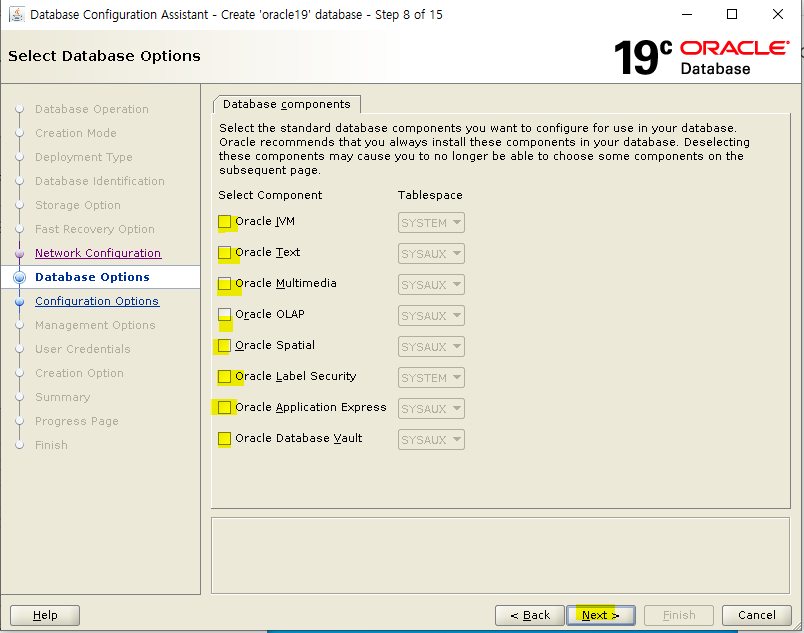 Database Configuration Assistant - Create 'oracle19' database - Step 8 of 15
Select Database Options
19c ORACLE
Database
Database Operation
Creation Mode
Deployment Type
Database Identification
Storage Option
Fast Recovery Option
Network Configuration
Database Options
Configuration Options
Management Options
User Credentials
Creation Option
Summary
Progress Page
Finish
Database components
Select the standard database components you want to configure for use in your database.
Oracle recommends that you always install these components in your database. Deselecting
these components may cause you to no longer be able to choose some components on the
subsequent page.
Select Component Tablespace
Oracle JVM SYSTEM
Oracle Text SYSAUX
Oracle Multimedia SYSAUX
Oracle OLAP SYSAUX
Oracle Spatial SYSAUX
Oracle Label Security SYSTEM
Oracle Application Express SYSAUX
Oracle Database Vault SYSAUX
Help < Back Next > Finish Cancel